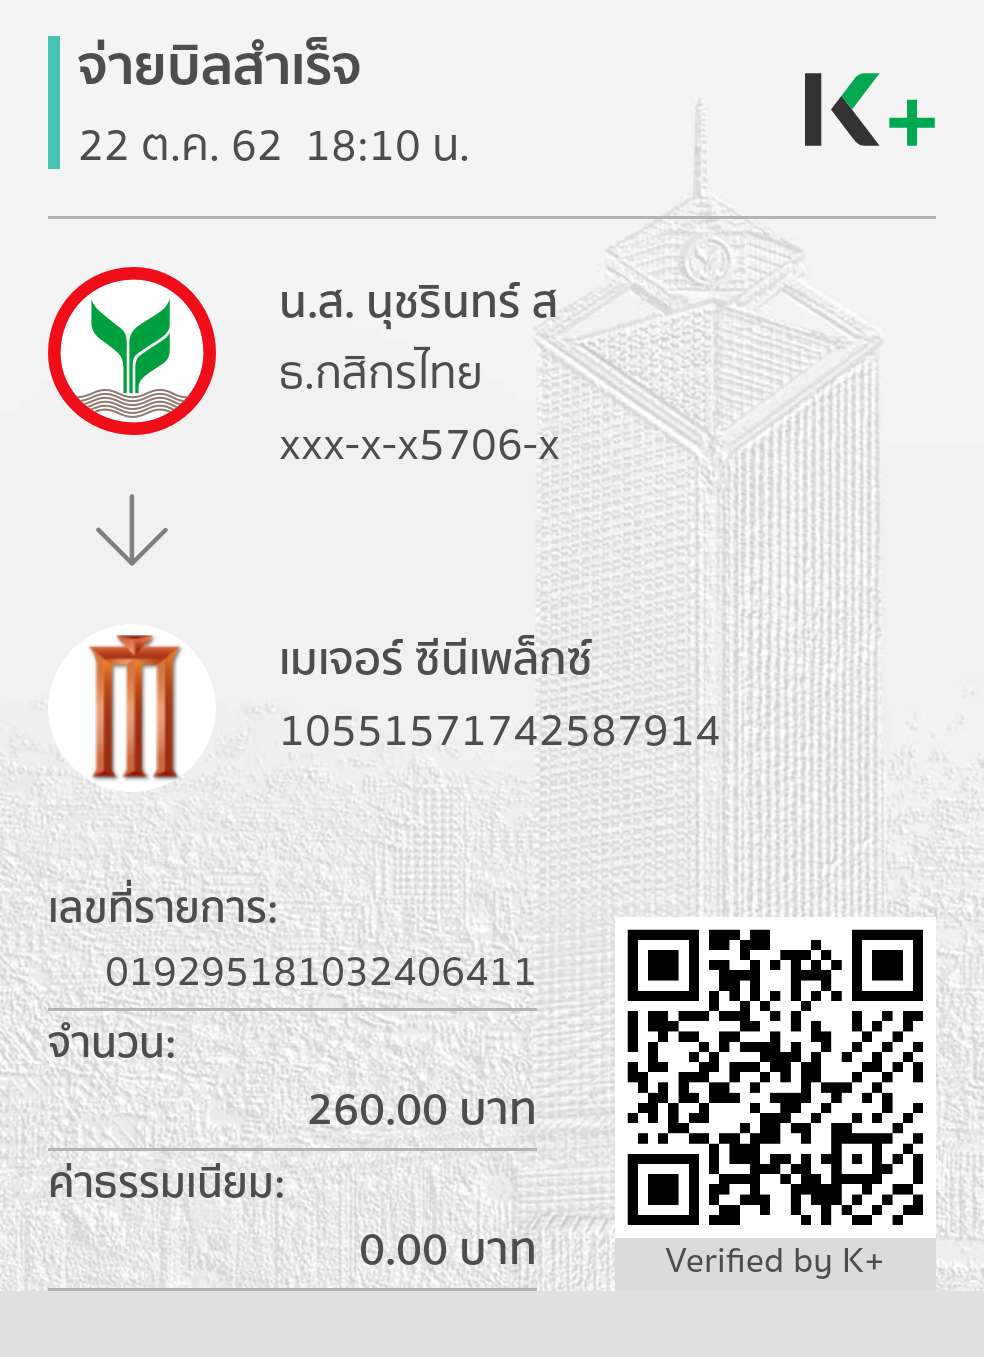 จ่ายบิลสำเร็จ
22 ต.ค. 62 18:10 น.
K+
น.ส. นุชรินทร์ ส
ธ.กสิกรไทย
xxx-x-x5706-x
เมเจอร์ ซีนีเพล็กซ์
10551571742587914
เลขที่รายการ:
019295181032406411
จำนวน:
260.00 บาท
ค่าธรรมเนียม:
0.00 บาท
Verified by K+